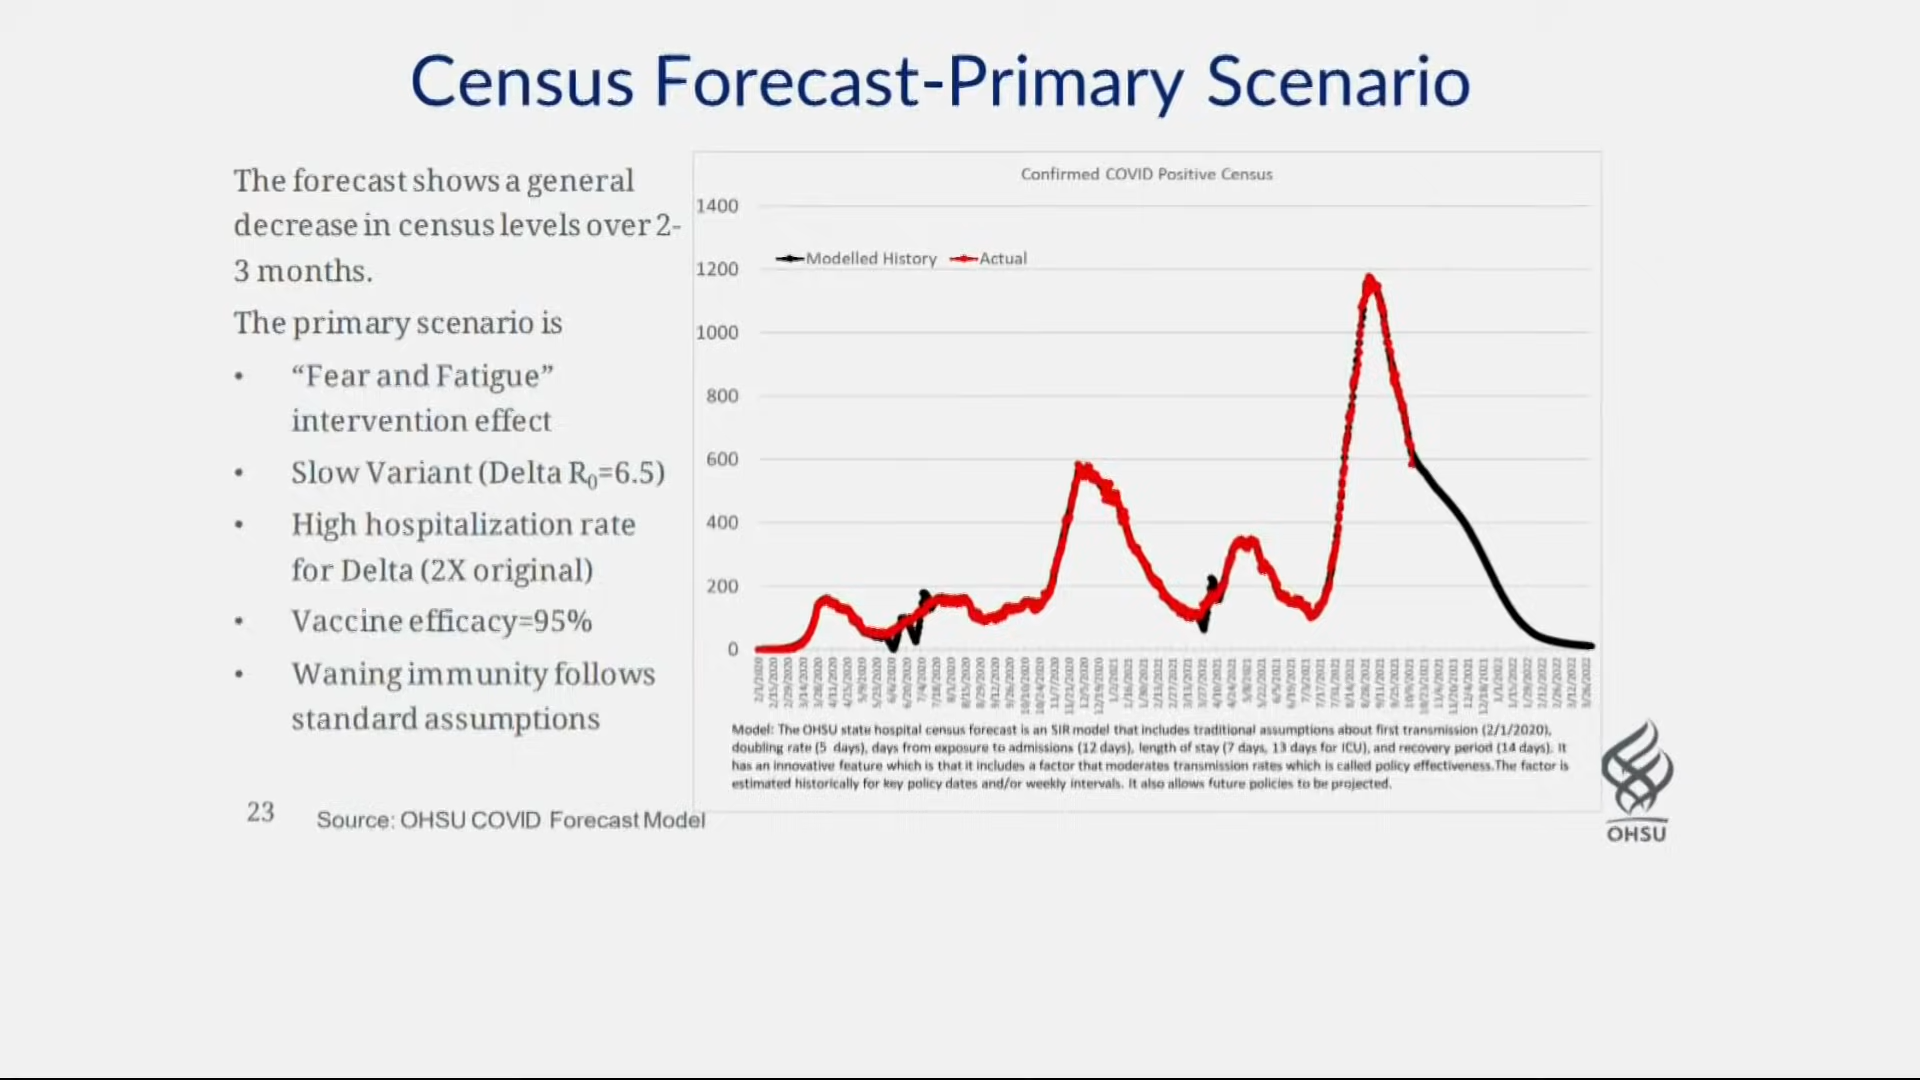 Census Forecast-Primary Scenario
The forecast shows a general
decrease in census levels over 2-
3 months.
The primary scenario is
• “Fear and Fatigue”
intervention effect
• Slow Variant (Delta R₀=6.5)
• High hospitalization rate
for Delta (2X original)
• Vaccine efficacy=95%
• Waning immunity follows
standard assumptions
23
Source: OHSU COVID Forecast Model
Confirmed COVID Positive Census
Modelled History Actual
1400
1200
1000
800
600
400
200
0
Model: The OHSU state hospital census forecast is an SIR model that includes traditional assumptions about first transmission (2/1/2020),
doubling rate (5 days), days from exposure to admissions (12 days), length of stay (7 days, 13 days for ICU), and recovery period (14 days). It
has an innovative feature which is that it includes a factor that moderates transmission rates which is called policy effectiveness.The factor is
estimated historically for key policy dates and/or weekly intervals. It also allows future policies to be projected.
OHSU